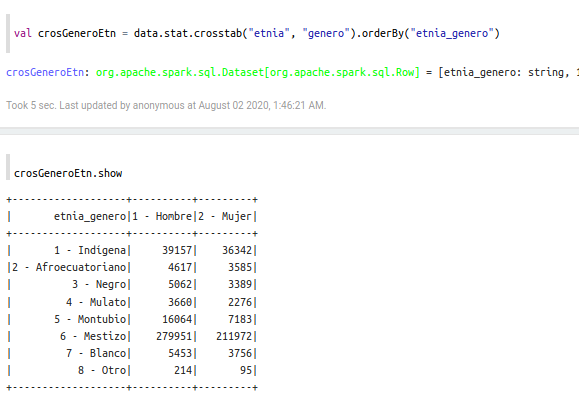 val crosGeneroEtn = data.stat.crosstab("etnia", "genero").orderBy("etnia_genero")
crosGeneroEtn: org.apache.spark.sql.Dataset[org.apache.spark.sql.Row] = [etnia_genero: string, 1
Took 5 sec. Last updated by anonymous at August 02 2020, 1:46:21 AM.
crosGeneroEtn.show
+------------------+----------+---------+
|      etnia_genero|1 - Hombre|2 - Mujer|
+------------------+----------+---------+
|      1 - Indígena|     39157|    36342|
|2 - Afroecuatoriano|      4617|     3585|
|         3 - Negro|      5062|     3389|
|        4 - Mulato|      3660|     2276|
|      5 - Montubio|     16064|     7183|
|       6 - Mestizo|    279951|   211972|
|        7 - Blanco|      5453|     3756|
|          8 - Otro|       214|       95|
+------------------+----------+---------+